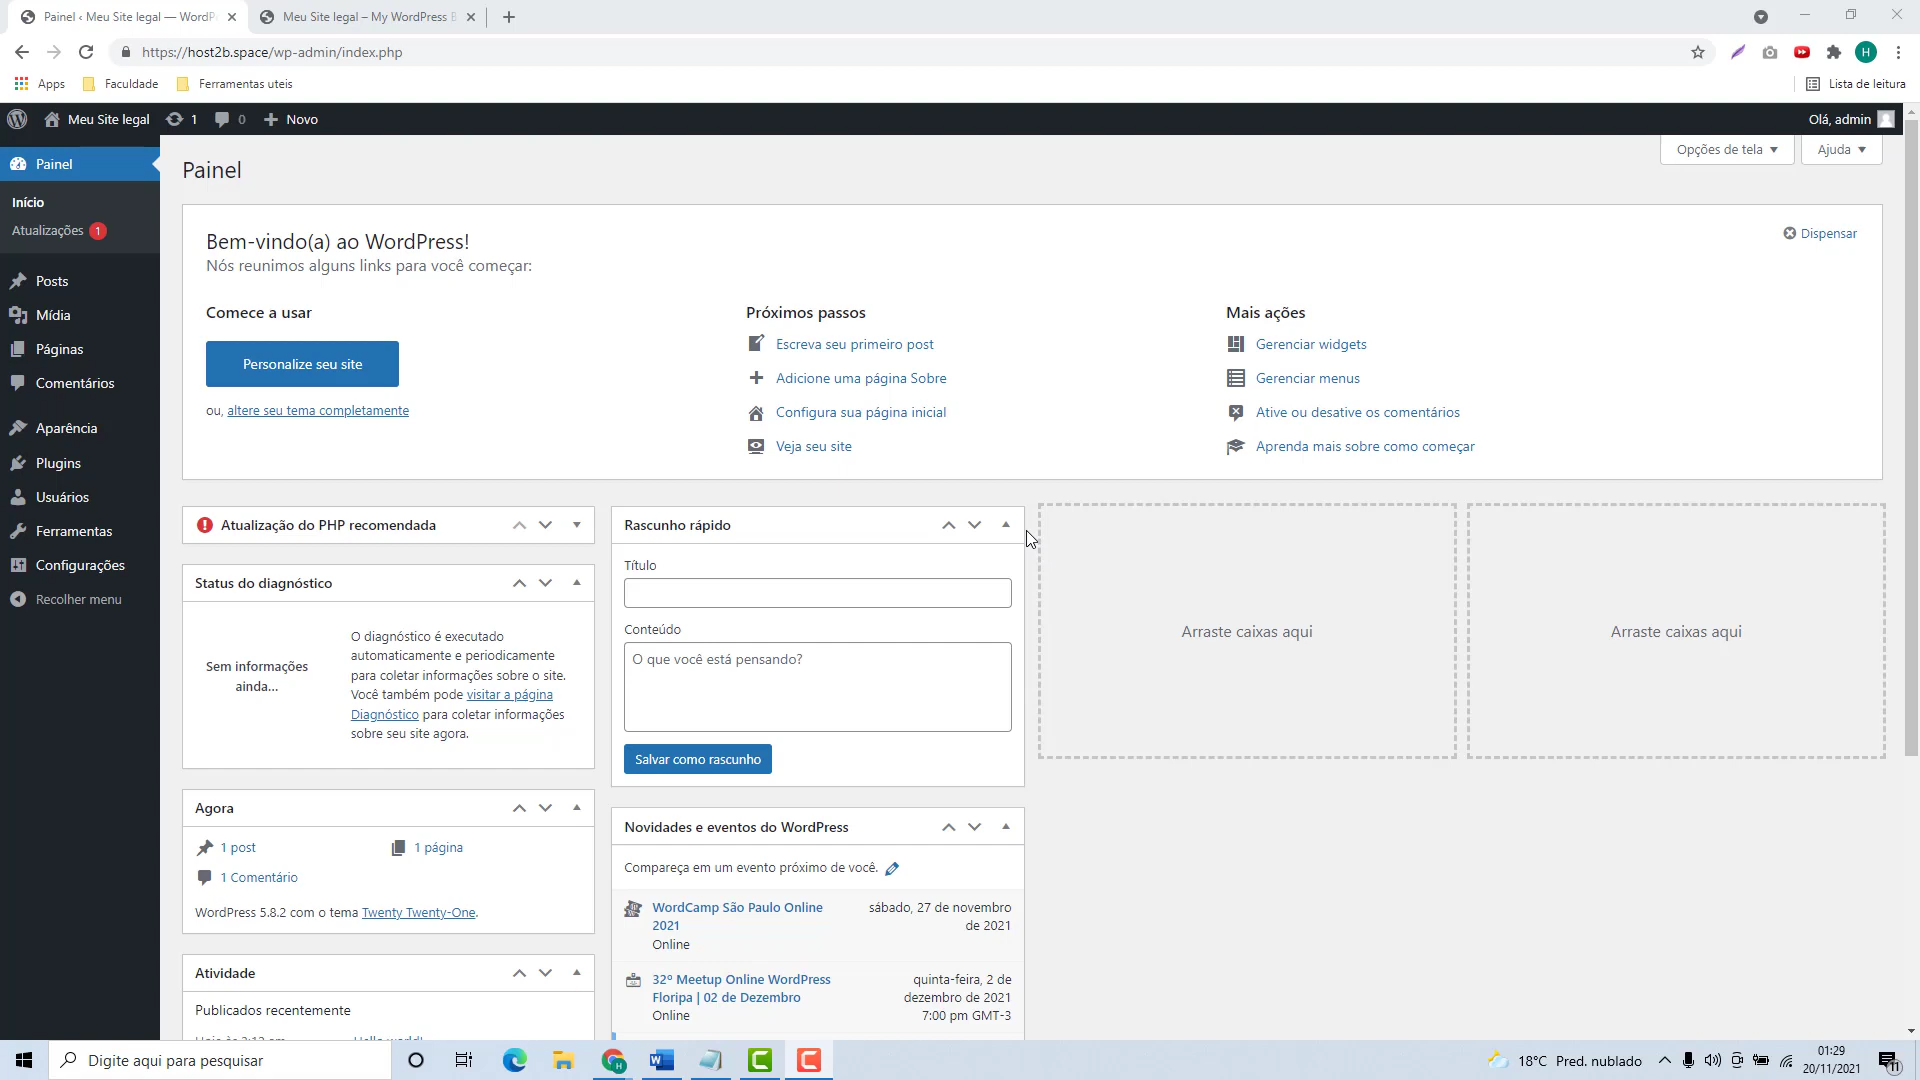 Painel ‹ Meu Site legal — WordP
Meu Site legal – My WordPress B
https://host2b.space/wp-admin/index.php
H
Apps
Faculdade
Ferramentas uteis
Lista de leitura
Meu Site legal
1
0
Novo
Olá, admin
Painel
Início
Atualizações 1
Posts
Mídia
Páginas
Comentários
Aparência
Plugins
Usuários
Ferramentas
Configurações
Recolher menu
Painel
Opções de tela
Ajuda
Bem-vindo(a) ao WordPress!
Nós reunimos alguns links para você começar:
Dispensar
Comece a usar
Personalize seu site
ou, altere seu tema completamente
Próximos passos
Escreva seu primeiro post
Adicione uma página Sobre
Configura sua página inicial
Veja seu site
Mais ações
Gerenciar widgets
Gerenciar menus
Ative ou desative os comentários
Aprenda mais sobre como começar
Atualização do PHP recomendada
Status do diagnóstico
Sem informações
ainda...
O diagnóstico é executado
automaticamente e periodicamente
para coletar informações sobre o site.
Você também pode visitar a página
Diagnóstico para coletar informações
sobre seu site agora.
Agora
1 post
1 página
1 Comentário
WordPress 5.8.2 com o tema Twenty Twenty-One.
Atividade
Publicados recentemente
Rascunho rápido
Título
Conteúdo
O que você está pensando?
Salvar como rascunho
Novidades e eventos do WordPress
Compareça em um evento próximo de você.
WordCamp São Paulo Online
2021
Online
sábado, 27 de novembro
de 2021
32º Meetup Online WordPress
Floripa | 02 de Dezembro
Online
quinta-feira, 2 de
dezembro de 2021
7:00 pm GMT-3
Arraste caixas aqui
Arraste caixas aqui
Digite aqui para pesquisar
18°C Pred. nublado
01:29
20/11/2021
11